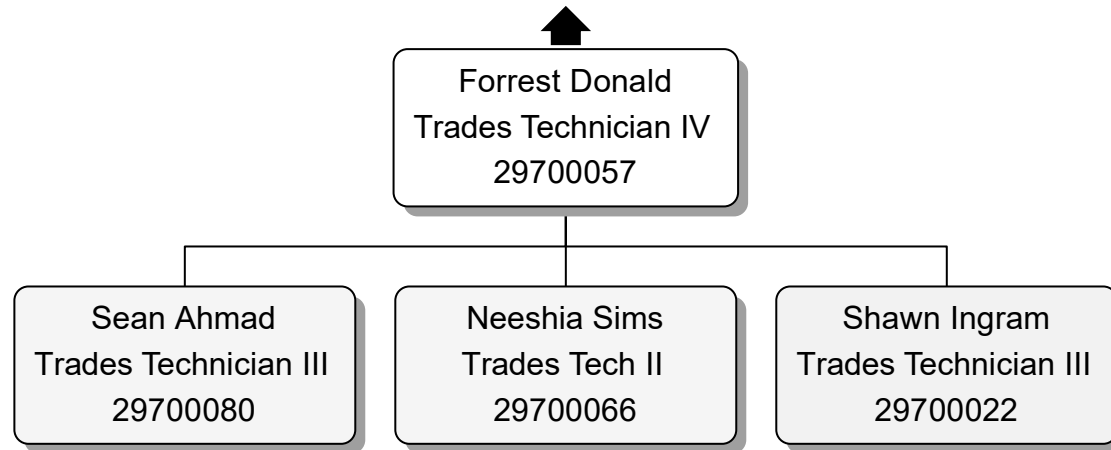 Forrest Donald
Trades Technician IV
29700057
Sean Ahmad
Trades Technician III
29700080
Neeshia Sims
Trades Tech II
29700066
Shawn Ingram
Trades Technician III
29700022